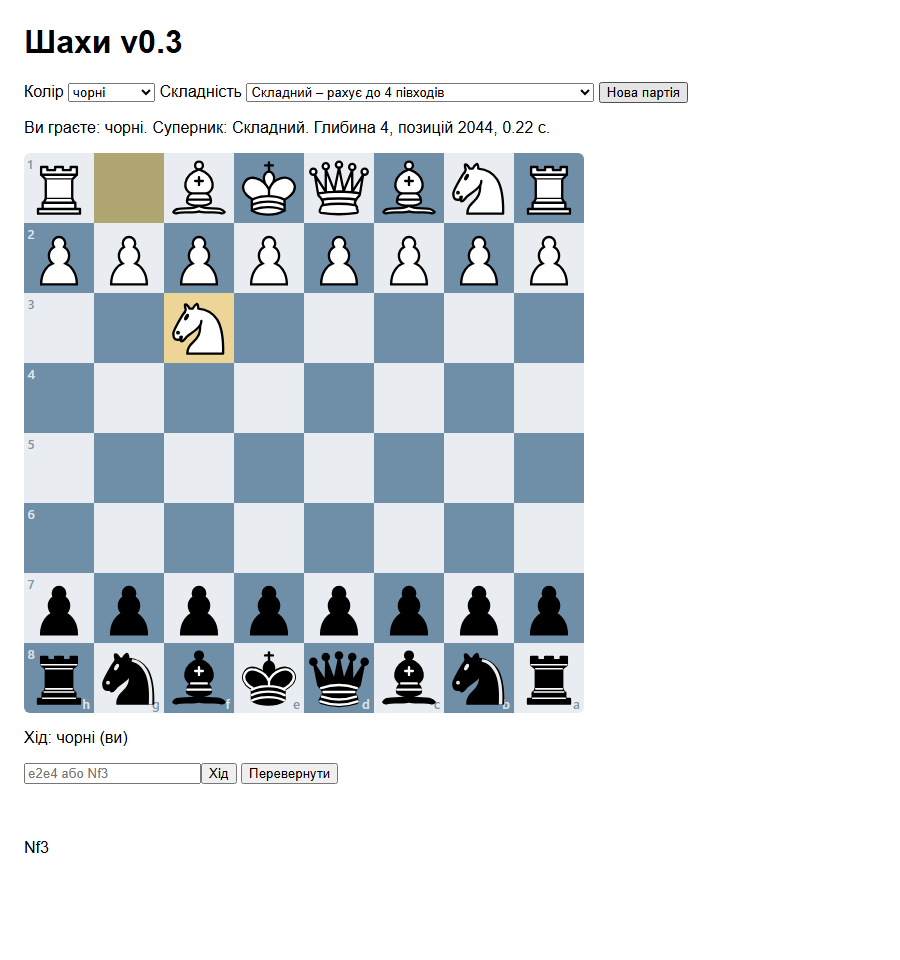 Шахи v0.3
Колір чорні Складність Складний – рахує до 4 півходів Нова партія
Ви граєте: чорні. Суперник: Складний. Глибина 4, позицій 2044, 0.22 с.
1
2
3
4
5
6
7
8
h g f e d c b a
Хід: чорні (ви)
e2e4 або Nf3 Хід Перевернути
Nf3